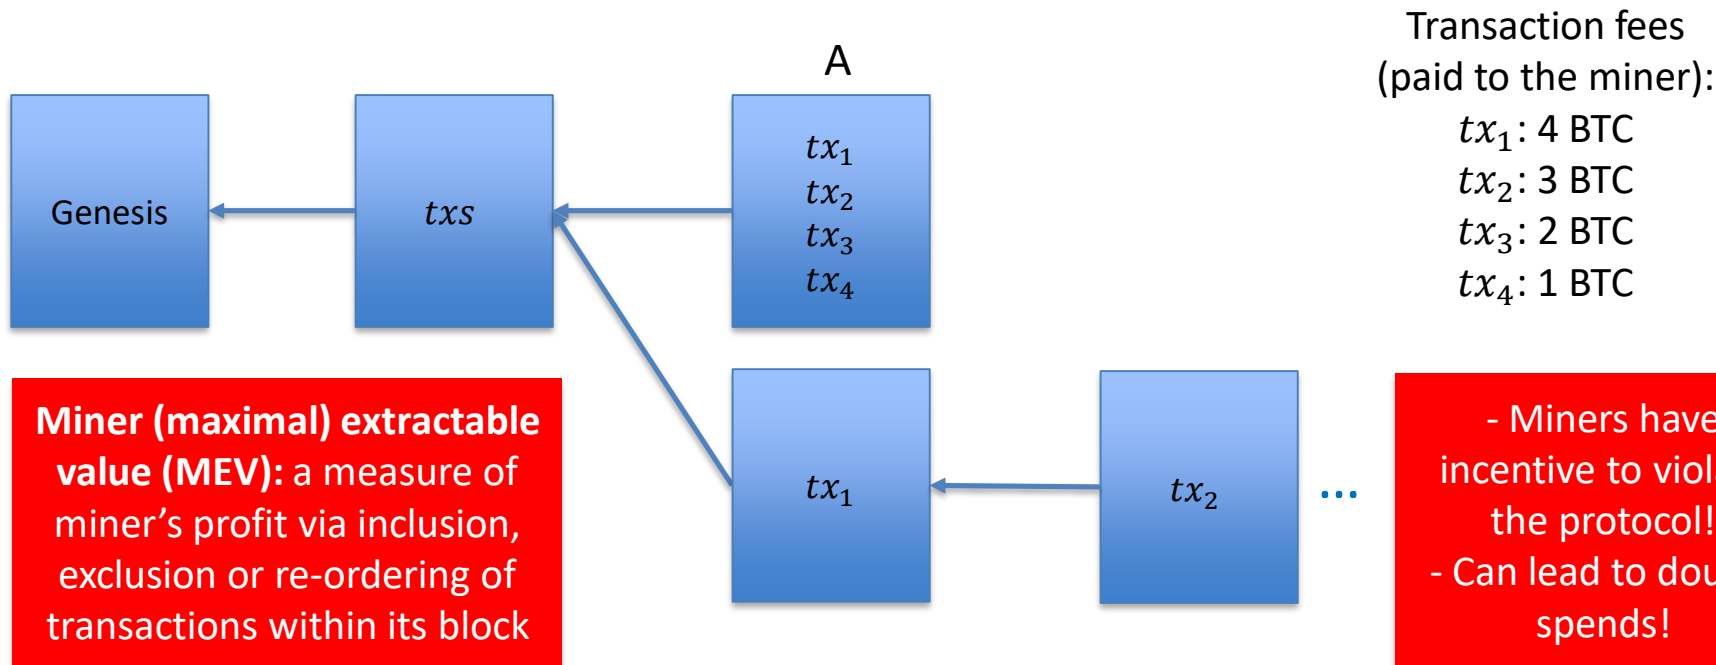 A
Genesis
txs
tx₁
tx₂
tx₃
tx₄
Transaction fees
(paid to the miner):
tx₁: 4 BTC
tx₂: 3 BTC
tx₃: 2 BTC
tx₄: 1 BTC
Miner (maximal) extractable
value (MEV): a measure of
miner’s profit via inclusion,
exclusion or re-ordering of
transactions within its block
tx₁
tx₂
...
- Miners have
incentive to viola
the protocol!
- Can lead to dou
spends!